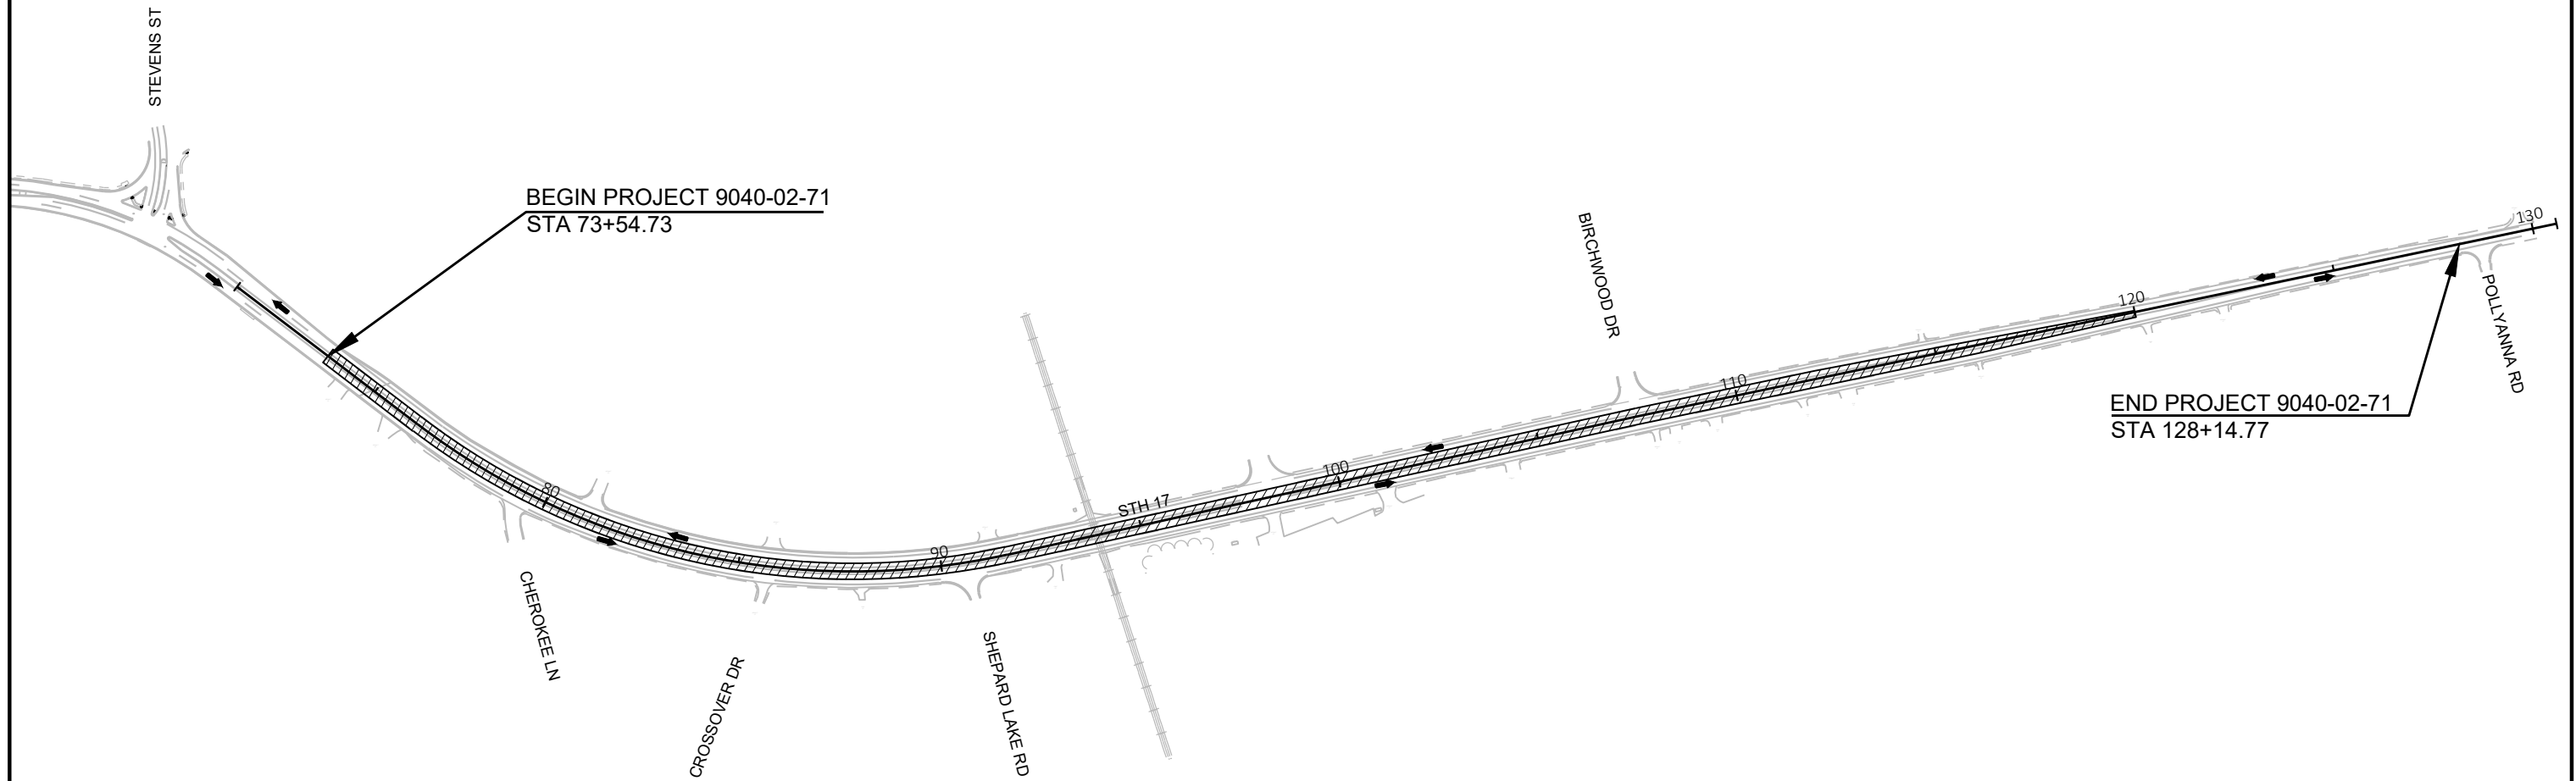 STEVENS ST
BEGIN PROJECT 9040-02-71
STA 73+54.73
BIRCHWOOD DR
130
120
POLLYANNA RD
110
END PROJECT 9040-02-71
STA 128+14.77
100
STH 17
80
90
CHEROKEE LN
CROSSOVER DR
SHEPARD LAKE RD